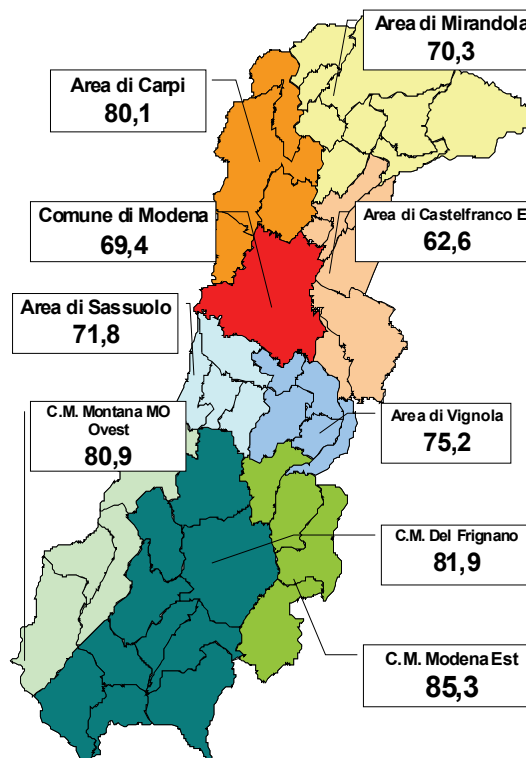 Area di Mirandola
70,3
Area di Carpi
80,1
Comune di Modena
69,4
Area di Castelfranco E
62,6
Area di Sassuolo
71,8
C.M. Montana MO
Ovest
80,9
Area di Vignola
75,2
C.M. Del Frignano
81,9
C.M. Modena Est
85,3